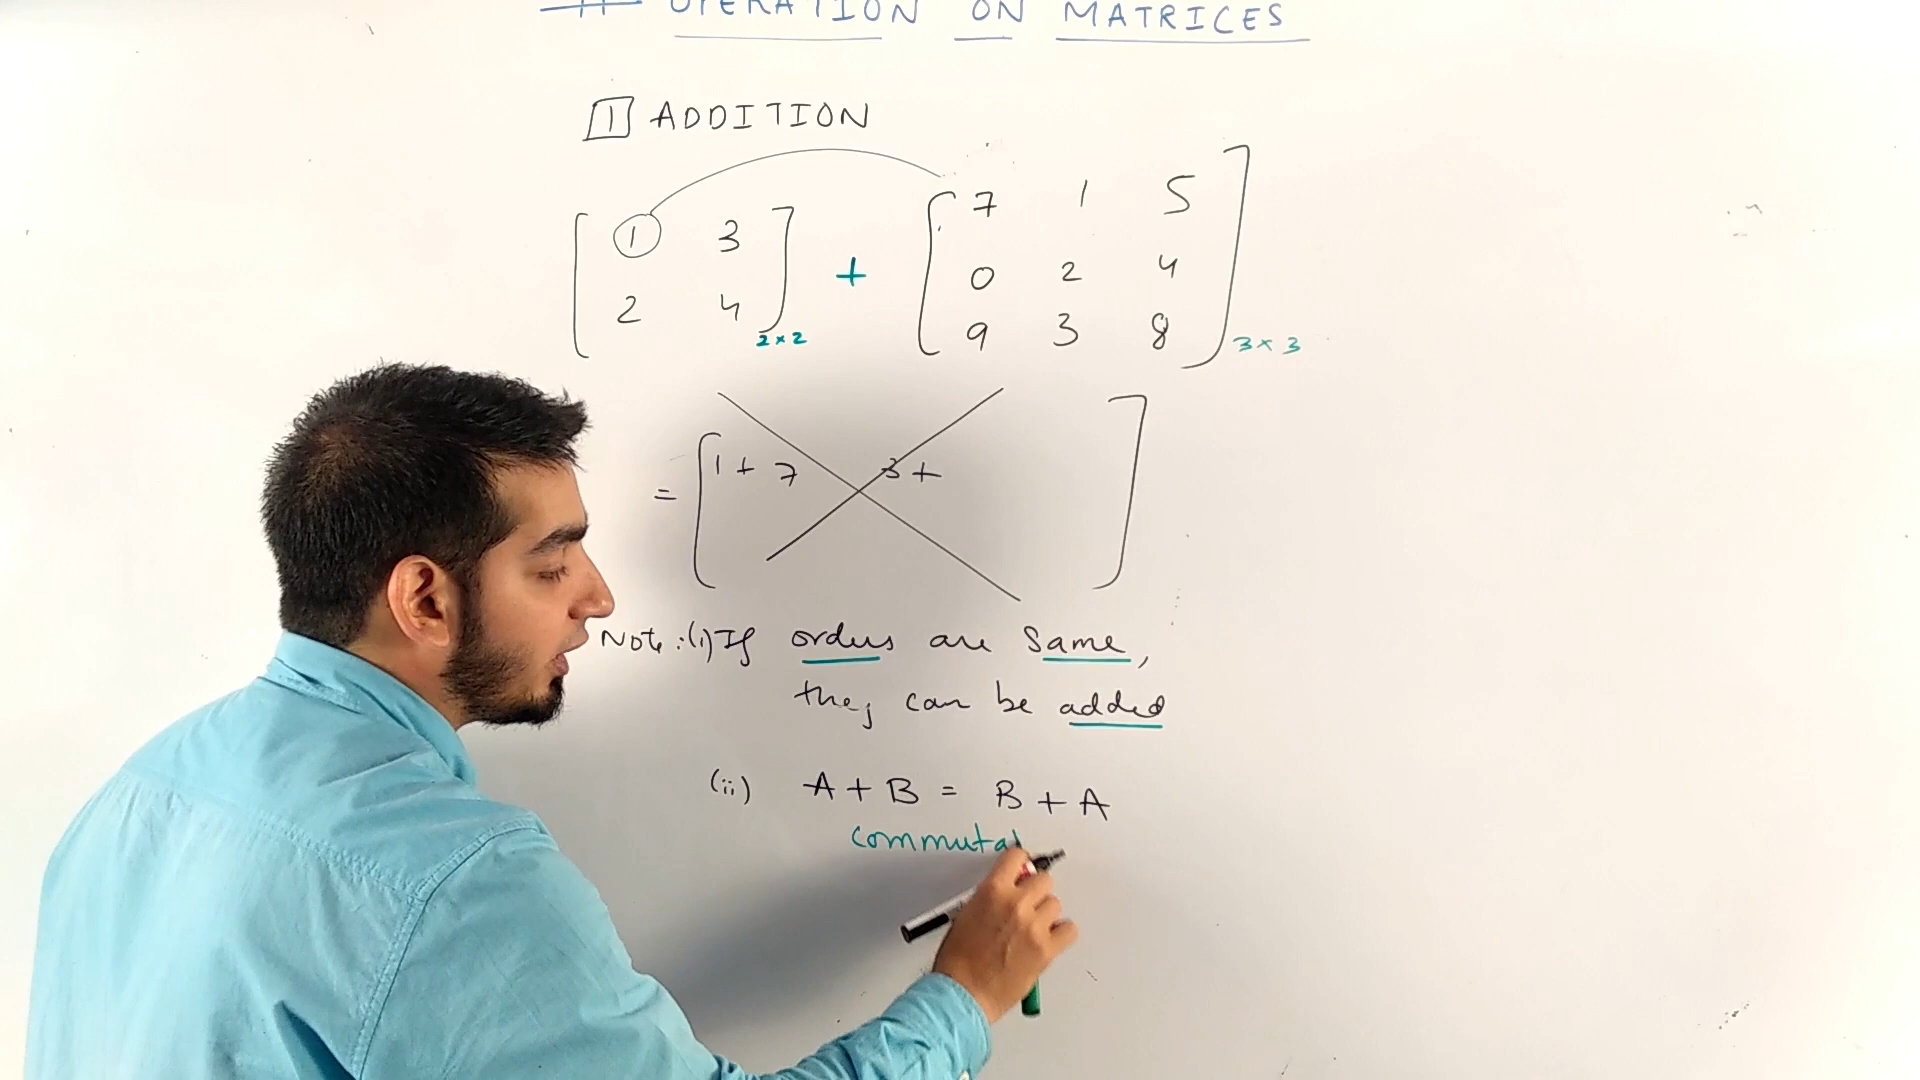 # OPERATION ON MATRICES
1 ADDITION
[ 1 3
2 4 ] 2×2
+
[ 7 1 5
0 2 4
9 3 8 ] 3×3
= [ 1+7 3+ ]
Note :(i) If orders are same,
they can be added
(ii) A+B = B+A
commutat